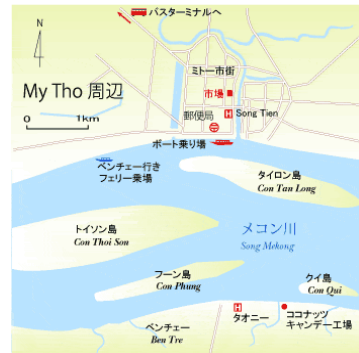 バスターミナルへ
N
ミトー市街
My Tho 周辺
市場
0 1km
郵便局
H Song Tien
ボート乗り場
ベンチェー行き
フェリー乗場
タイロン島
Con Tan Long
トイソン島
Con Thoi Son
メコン川
Song Mekong
フーン島
Con Phung
クイ島
Con Qui
H
タオニー
ココナッツ
キャンデー工場
ベンチェー
Ben Tre